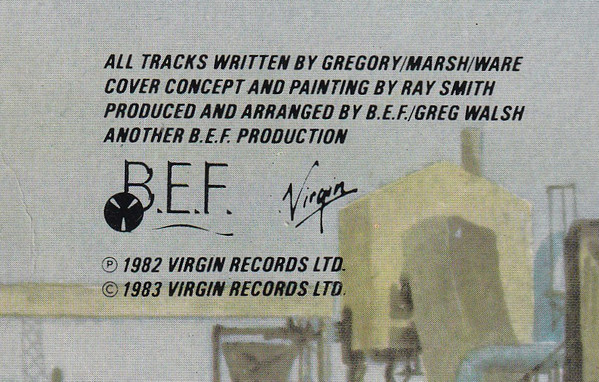 ALL TRACKS WRITTEN BY GREGORY/MARSH/WARE
COVER CONCEPT AND PAINTING BY RAY SMITH
PRODUCED AND ARRANGED BY B.E.F./GREG WALSH
ANOTHER B.E.F. PRODUCTION
B.E.F. Virgin
Ⓟ 1982 VIRGIN RECORDS LTD.
© 1983 VIRGIN RECORDS LTD.